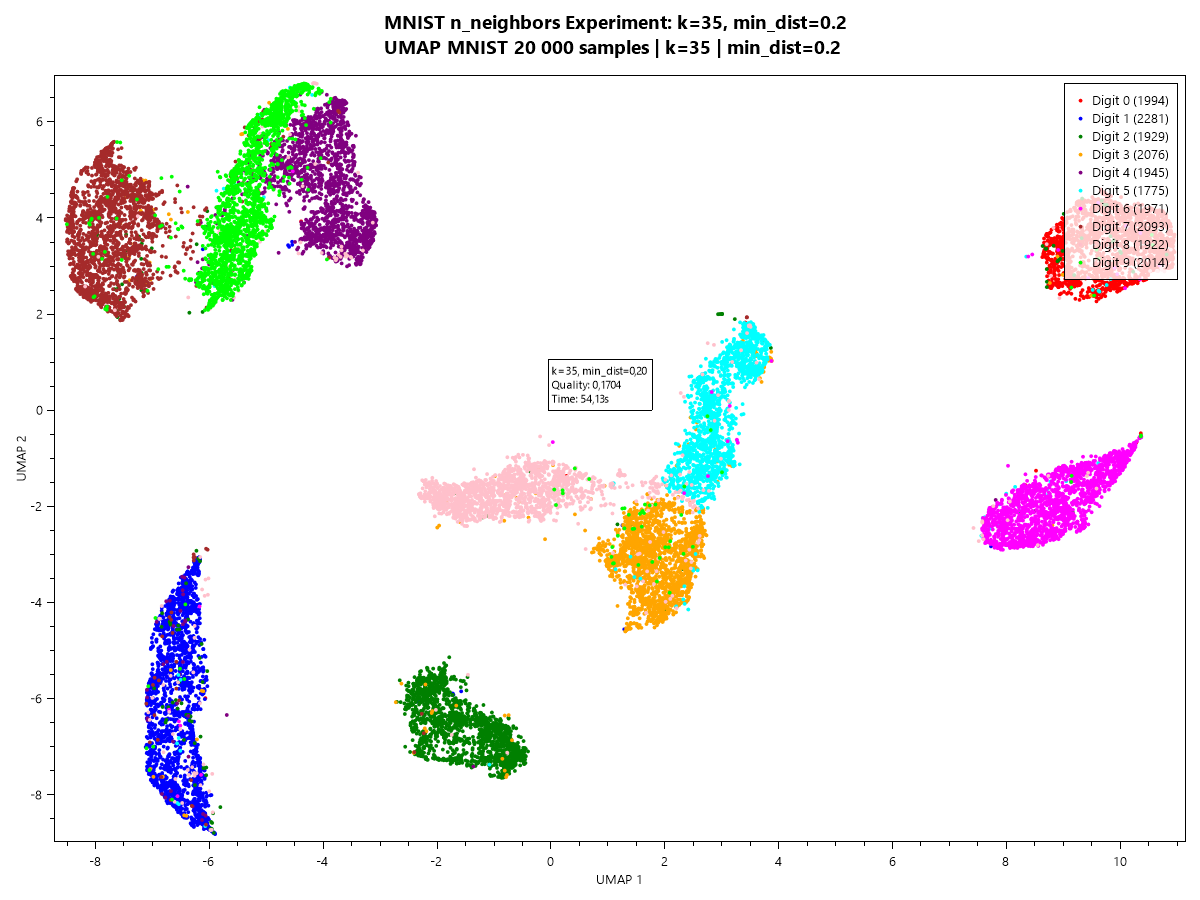 MNIST n_neighbors Experiment: k=35, min_dist=0.2
UMAP MNIST 20 000 samples | k=35 | min_dist=0.2
Digit 0 (1994)
Digit 1 (2281)
Digit 2 (1929)
Digit 3 (2076)
Digit 4 (1945)
Digit 5 (1775)
Digit 6 (1971)
Digit 7 (2093)
Digit 8 (1922)
Digit 9 (2014)
k=35, min_dist=0,20
Quality: 0,1704
Time: 54,13s
UMAP 2
6
4
2
0
-2
-4
-6
-8
-8
-6
-4
-2
0
2
4
6
8
10
UMAP 1